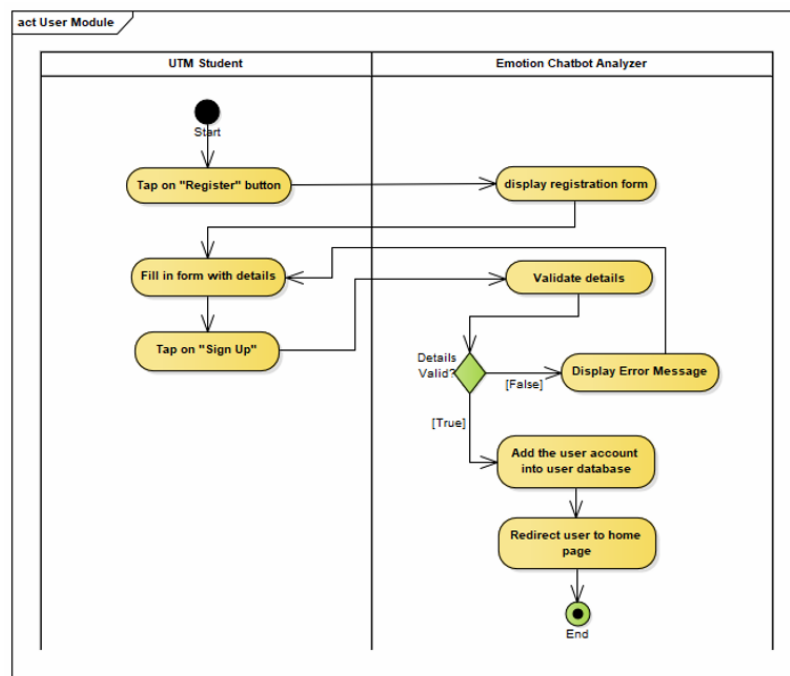 act User Module
UTM Student
Emotion Chatbot Analyzer
Start
Tap on "Register" button
display registration form
Fill in form with details
Validate details
Tap on "Sign Up"
Details
Valid?
[False]
Display Error Message
[True]
Add the user account
into user database
Redirect user to home
page
End